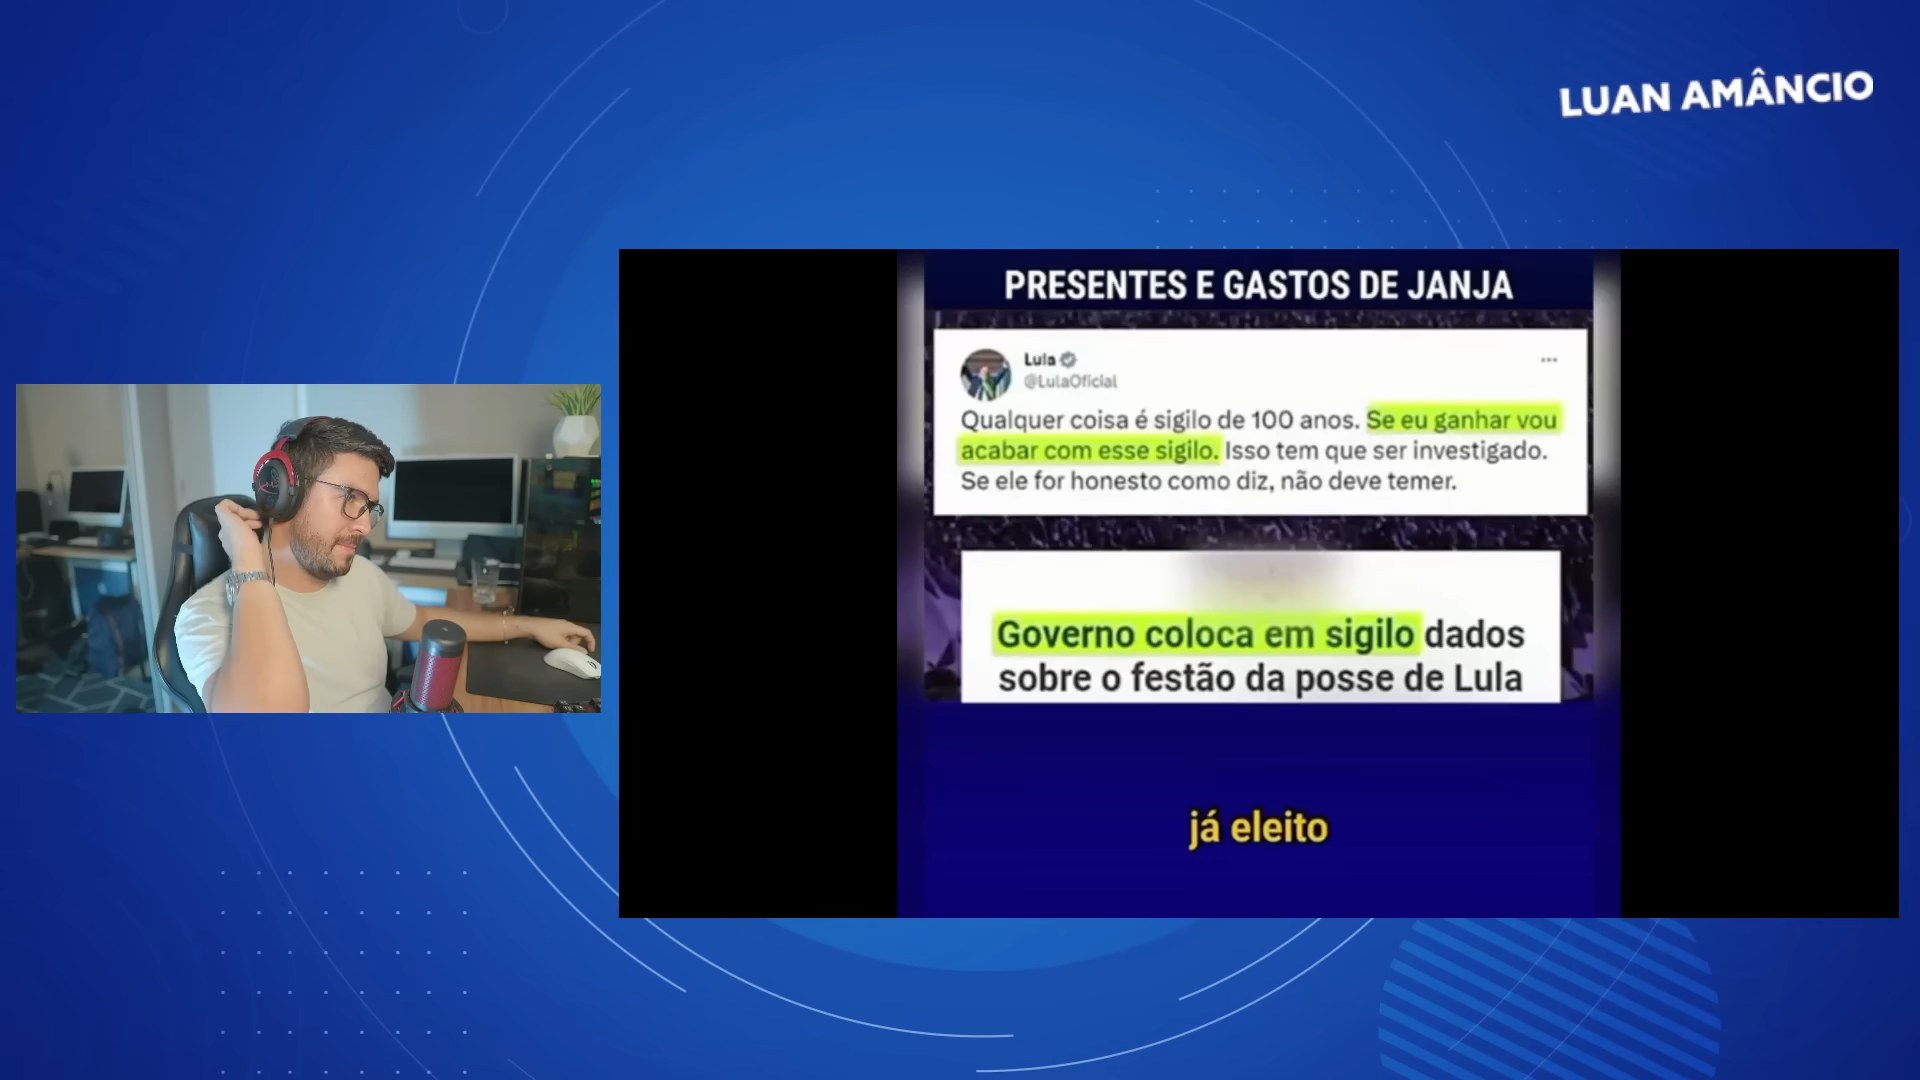 LUAN AMÂNCIO
PRESENTES E GASTOS DE JANJA
Lula
@LulaOficial
Qualquer coisa é sigilo de 100 anos. Se eu ganhar vou
acabar com esse sigilo. Isso tem que ser investigado.
Se ele for honesto como diz, não deve temer.
Governo coloca em sigilo dados
sobre o festão da posse de Lula
já eleito